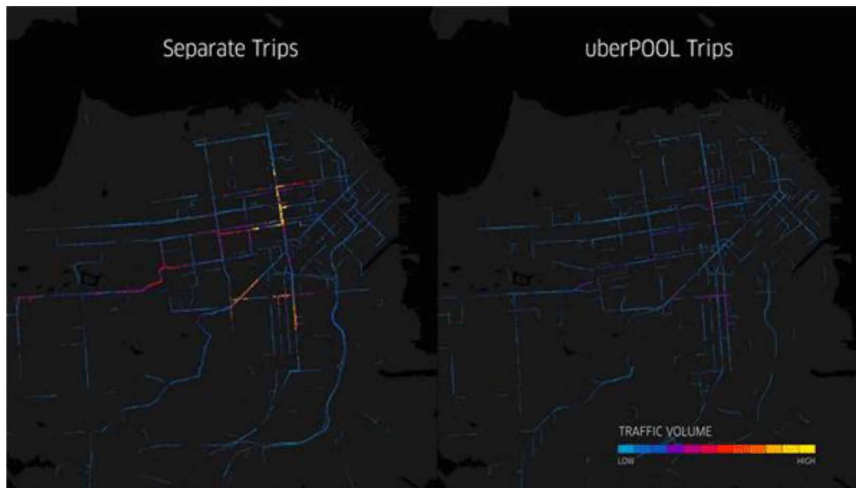 Separate Trips
uberPOOL Trips
TRAFFIC VOLUME
LOW
HIGH